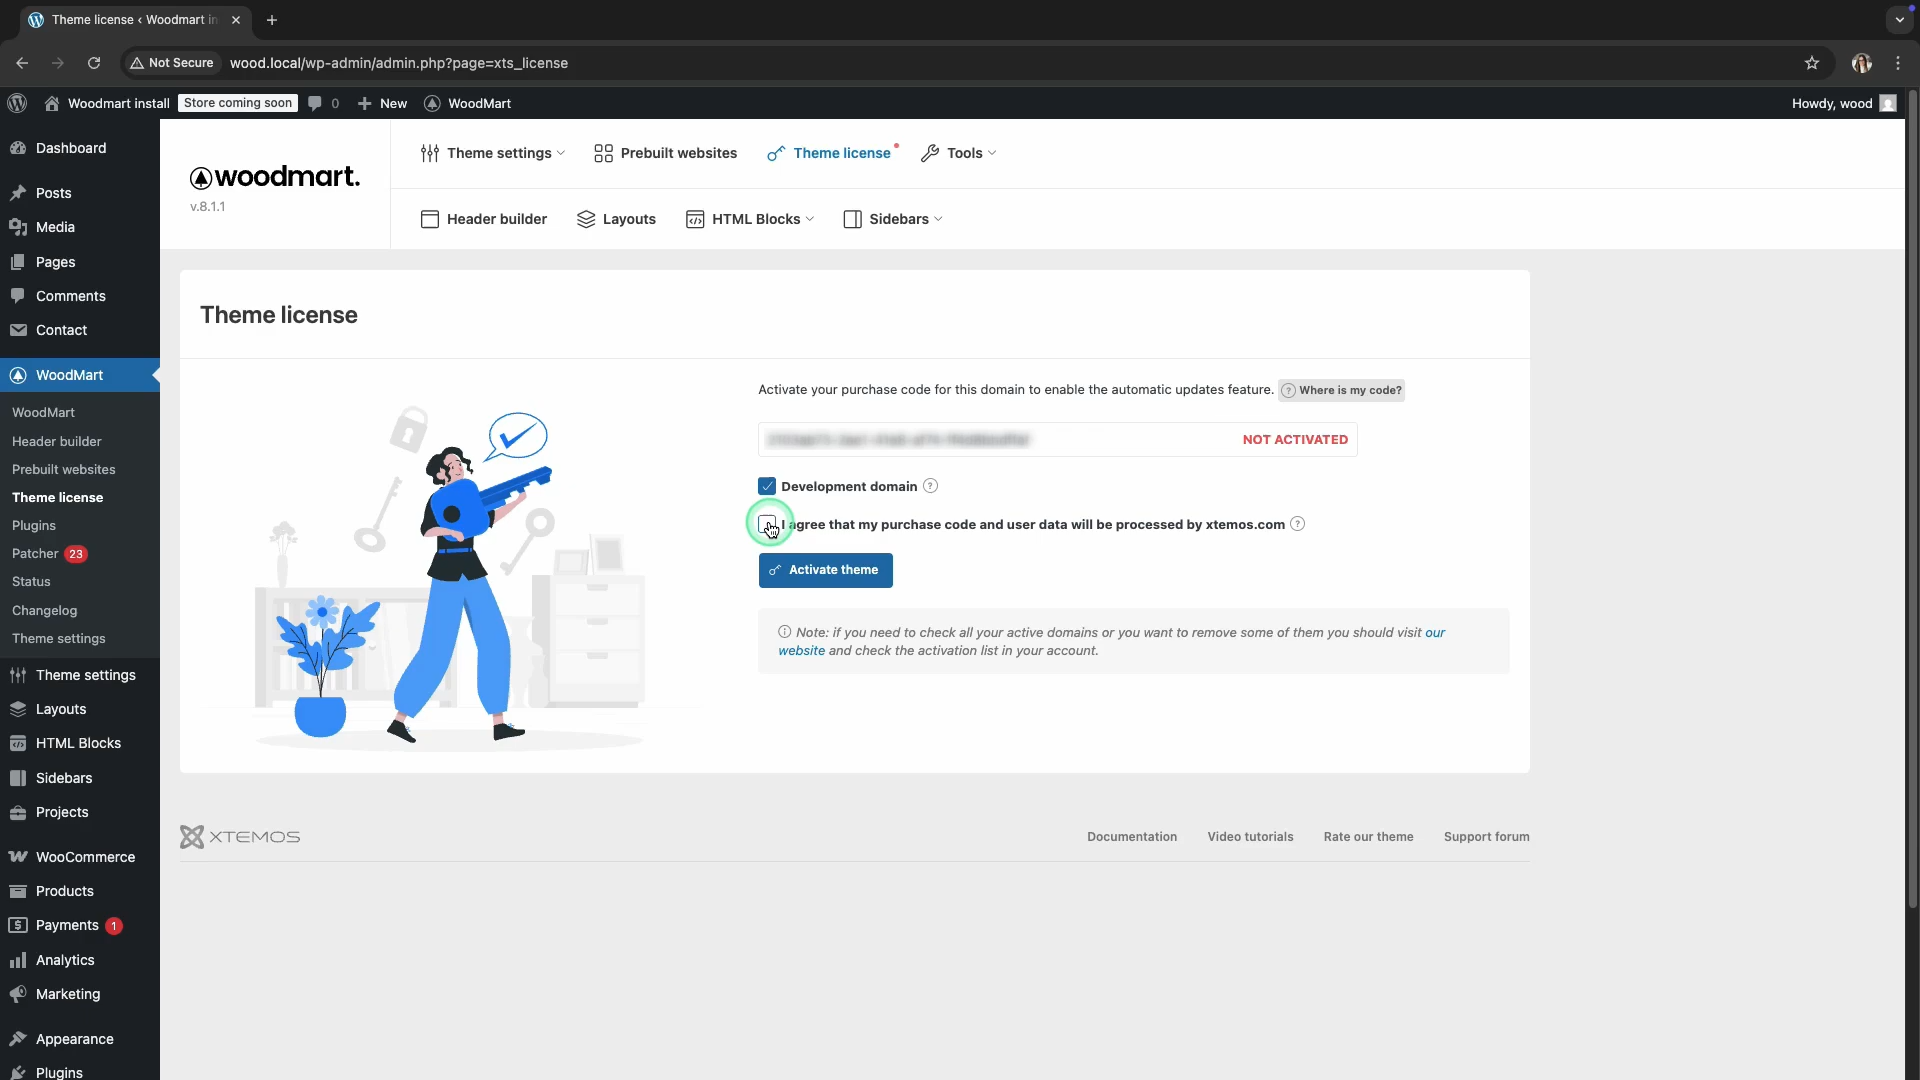 Theme license ‹ Woodmart in
Not Secure
wood.local/wp-admin/admin.php?page=xts_license
Woodmart install
Store coming soon
0
New
WoodMart
Howdy, wood
Dashboard
Posts
Media
Pages
Comments
Contact
WoodMart
WoodMart
Header builder
Prebuilt websites
Theme license
Plugins
Patcher 23
Status
Changelog
Theme settings
Theme settings
Layouts
HTML Blocks
Sidebars
Projects
WooCommerce
Products
Payments 1
Analytics
Marketing
Appearance
Plugins
woodmart.
v.8.1.1
Theme settings
Prebuilt websites
Theme license
Tools
Header builder
Layouts
HTML Blocks
Sidebars
Theme license
Activate your purchase code for this domain to enable the automatic updates feature.
Where is my code?
NOT ACTIVATED
Development domain
I agree that my purchase code and user data will be processed by xtemos.com
Activate theme
Note: if you need to check all your active domains or you want to remove some of them you should visit our
website and check the activation list in your account.
XTEMOS
Documentation
Video tutorials
Rate our theme
Support forum